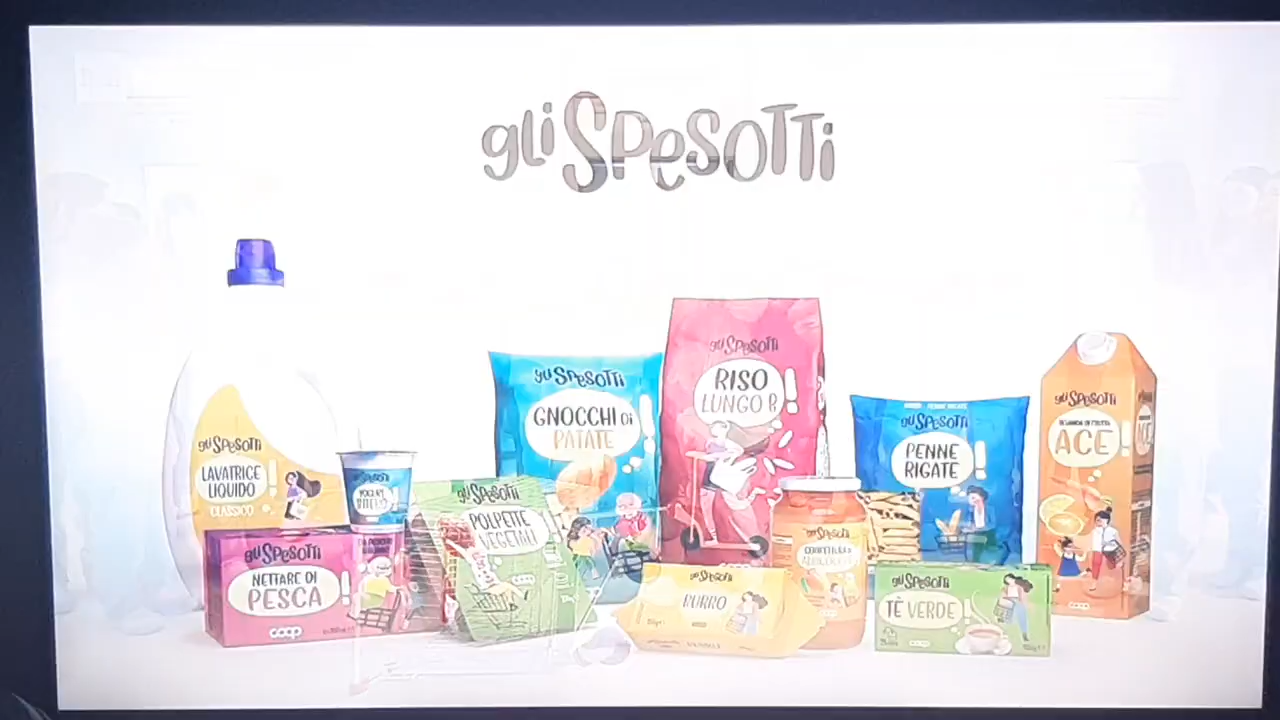 gli SPeSOTTi
gli SPeSOTTi
LAVATRICE
LIQUIDO
CLASSICO
gli SPeSOTTi
GNOCCHI Di
PATATE
gli SPeSOTTi
RISO
LUNGO B
gli SPeSOTTi
PENNE
RIGATE
gli SPeSOTTi
ACE
coop
gli SPeSOTTi
NETTARE DI
PESCA
coop
gli SPeSOTTi
POLPETTE
VEGETALI
gli SPeSOTTi
BURRO
gli SPeSOTTi
TÈ VERDE
coop